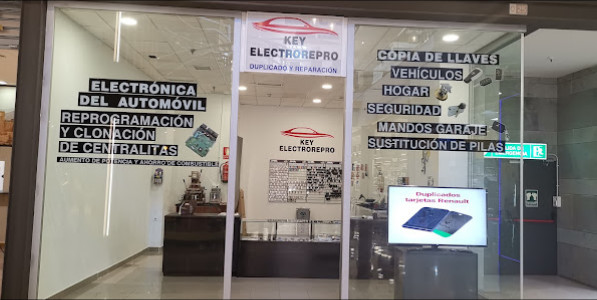 KEY
ELECTROREPRO
DUPLICADO Y REPARACIÓN
ELECTRÓNICA
DEL AUTOMÓVIL
REPROGRAMACIÓN
Y CLONACIÓN
DE CENTRALITAS
AUMENTO DE POTENCIA Y AHORRO DE COMBUSTIBLE
KEY
ELECTROREPRO
COPIA DE LLAVES
VEHÍCULOS
HOGAR
SEGURIDAD
MANDOS GARAJE
SUSTITUCIÓN DE PILAS
Duplicados
tarjetas Renault